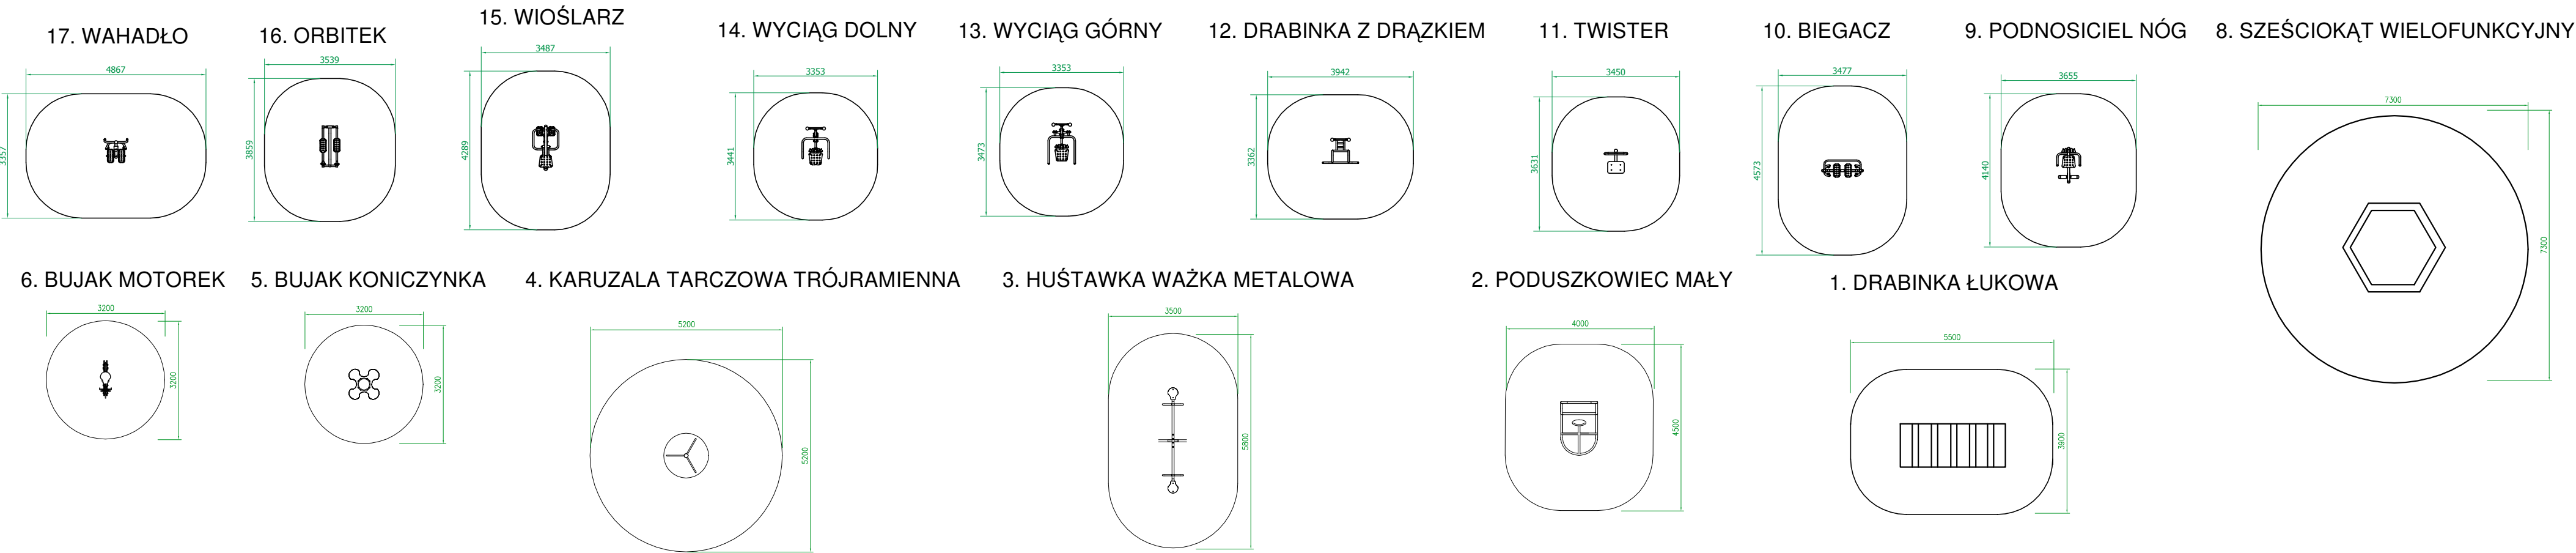 17. WAHADŁO
4867
3357
16. ORBITEK
3539
3859
15. WIOŚLARZ
3487
4289
14. WYCIĄG DOLNY
3353
3441
13. WYCIĄG GÓRNY
3353
3473
12. DRABINKA Z DRĄZKIEM
3942
3362
11. TWISTER
3450
3631
10. BIEGACZ
3477
4573
9. PODNOSICIEL NÓG
3655
4140
8. SZEŚCIOKĄT WIELOFUNKCYJNY
7300
7300
6. BUJAK MOTOREK
3200
3200
5. BUJAK KONICZYNKA
3200
3200
4. KARUZALA TARCZOWA TRÓJRAMIENNA
5200
5200
3. HUŚTAWKA WAŻKA METALOWA
3500
5800
2. PODUSZKOWIEC MAŁY
4000
4500
1. DRABINKA ŁUKOWA
5500
3900